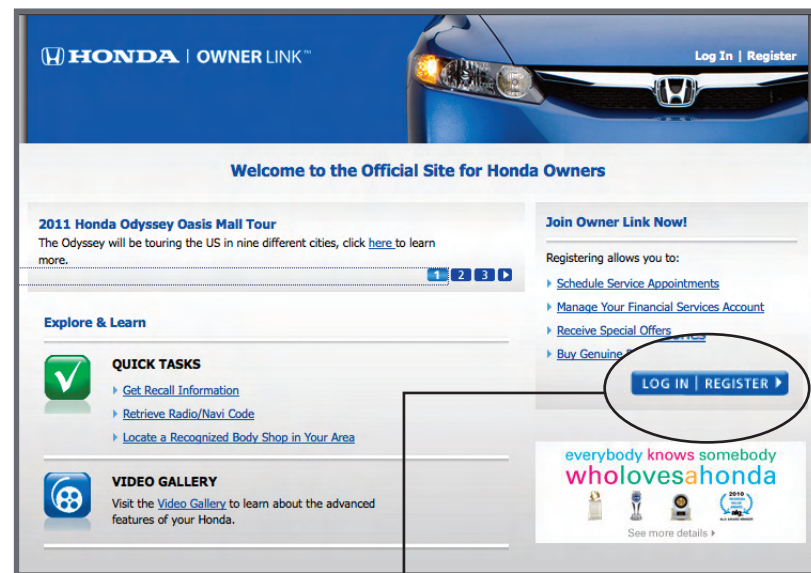 HONDA | OWNER LINK™
Log In | Register
Welcome to the Official Site for Honda Owners
2011 Honda Odyssey Oasis Mall Tour
The Odyssey will be touring the US in nine different cities, click here to learn
more.
1 2 3
Explore & Learn
QUICK TASKS
Get Recall Information
Retrieve Radio/Navi Code
Locate a Recognized Body Shop in Your Area
VIDEO GALLERY
Visit the Video Gallery to learn about the advanced
features of your Honda.
Join Owner Link Now!
Registering allows you to:
Schedule Service Appointments
Manage Your Financial Services Account
Receive Special Offers
Buy Genuine
LOG IN | REGISTER
everybody knows somebody
wholovesahonda
2010
See more details